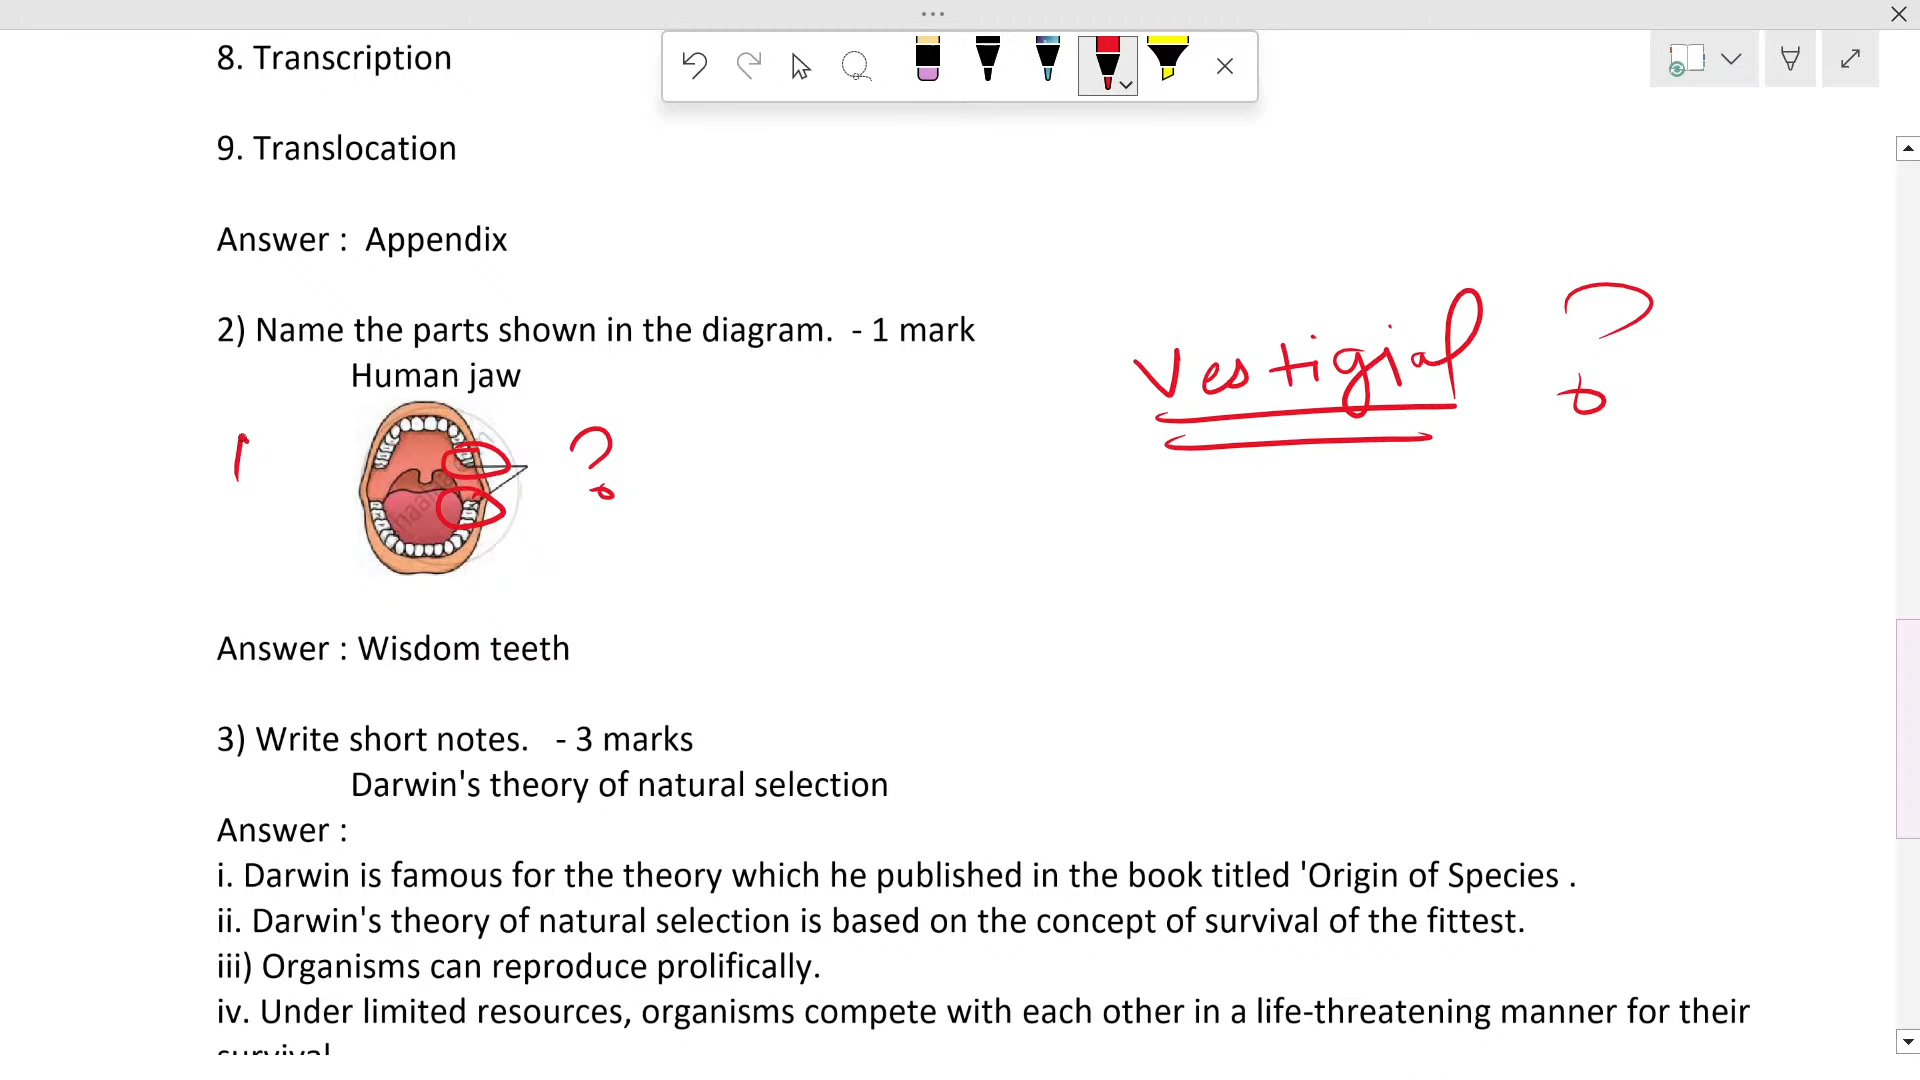 8. Transcription
9. Translocation
Answer :  Appendix
2) Name the parts shown in the diagram.  - 1 mark
Vestigial ?
Human jaw
1 ?
Answer : Wisdom teeth
3) Write short notes.   - 3 marks
Darwin's theory of natural selection
Answer :
i. Darwin is famous for the theory which he published in the book titled 'Origin of Species .
ii. Darwin's theory of natural selection is based on the concept of survival of the fittest.
iii) Organisms can reproduce prolifically.
iv. Under limited resources, organisms compete with each other in a life-threatening manner for their
survival